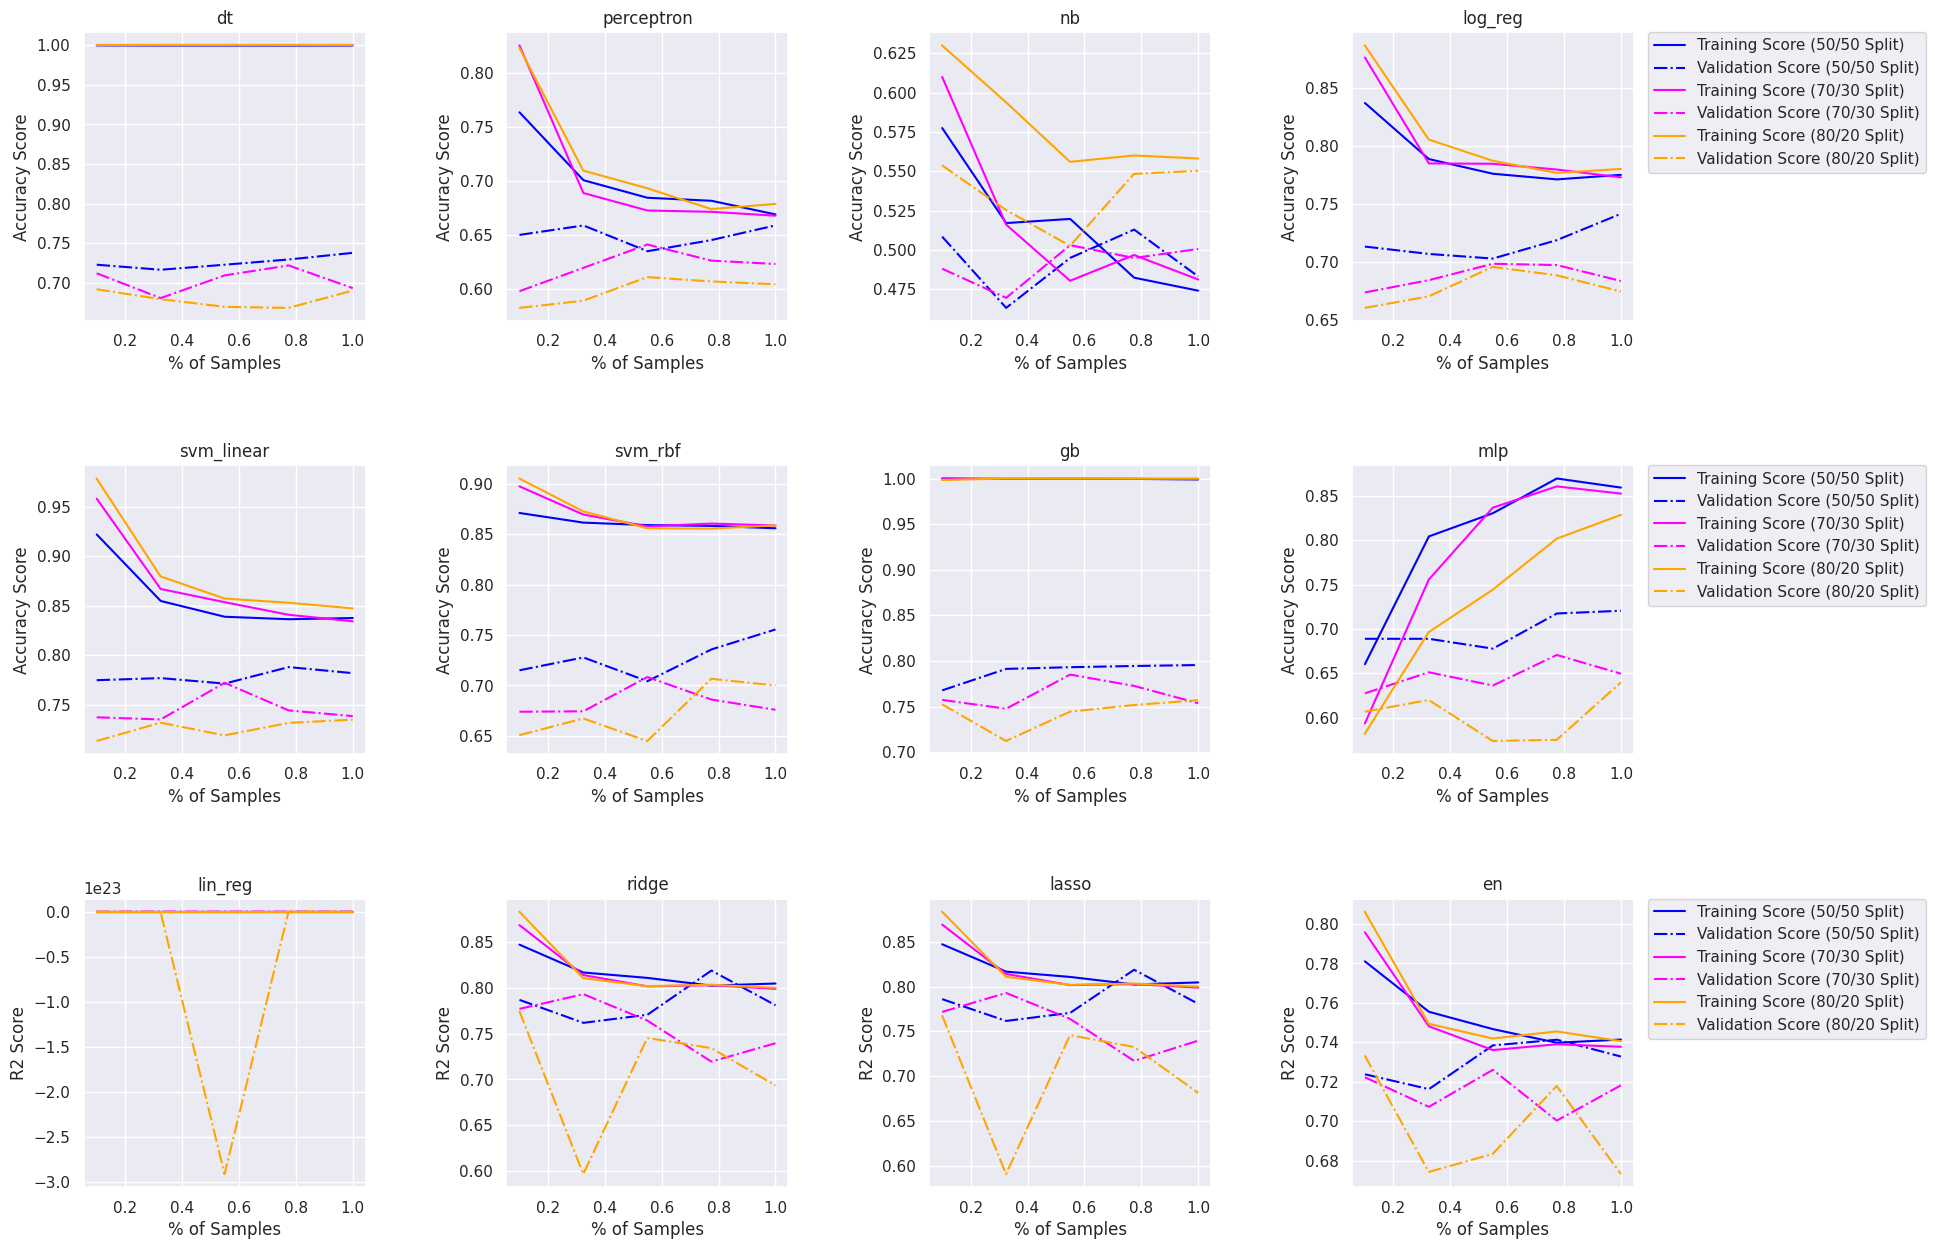 dt
perceptron
nb
log_reg
Accuracy Score
1.00
0.95
0.90
0.85
0.80
0.75
0.70
0.2 0.4 0.6 0.8 1.0
% of Samples
Accuracy Score
0.80
0.75
0.70
0.65
0.60
0.2 0.4 0.6 0.8 1.0
% of Samples
Accuracy Score
0.625
0.600
0.575
0.550
0.525
0.500
0.475
0.2 0.4 0.6 0.8 1.0
% of Samples
Accuracy Score
0.85
0.80
0.75
0.70
0.65
0.2 0.4 0.6 0.8 1.0
% of Samples
Training Score (50/50 Split)
Validation Score (50/50 Split)
Training Score (70/30 Split)
Validation Score (70/30 Split)
Training Score (80/20 Split)
Validation Score (80/20 Split)
svm_linear
svm_rbf
gb
mlp
Accuracy Score
0.95
0.90
0.85
0.80
0.75
0.2 0.4 0.6 0.8 1.0
% of Samples
Accuracy Score
0.90
0.85
0.80
0.75
0.70
0.65
0.2 0.4 0.6 0.8 1.0
% of Samples
Accuracy Score
1.00
0.95
0.90
0.85
0.80
0.75
0.70
0.2 0.4 0.6 0.8 1.0
% of Samples
Accuracy Score
0.85
0.80
0.75
0.70
0.65
0.60
0.2 0.4 0.6 0.8 1.0
% of Samples
Training Score (50/50 Split)
Validation Score (50/50 Split)
Training Score (70/30 Split)
Validation Score (70/30 Split)
Training Score (80/20 Split)
Validation Score (80/20 Split)
lin_reg
ridge
lasso
en
1e23
R2 Score
0.0
−0.5
−1.0
−1.5
−2.0
−2.5
−3.0
0.2 0.4 0.6 0.8 1.0
% of Samples
R2 Score
0.85
0.80
0.75
0.70
0.65
0.60
0.2 0.4 0.6 0.8 1.0
% of Samples
R2 Score
0.85
0.80
0.75
0.70
0.65
0.60
0.2 0.4 0.6 0.8 1.0
% of Samples
R2 Score
0.80
0.78
0.76
0.74
0.72
0.70
0.68
0.2 0.4 0.6 0.8 1.0
% of Samples
Training Score (50/50 Split)
Validation Score (50/50 Split)
Training Score (70/30 Split)
Validation Score (70/30 Split)
Training Score (80/20 Split)
Validation Score (80/20 Split)